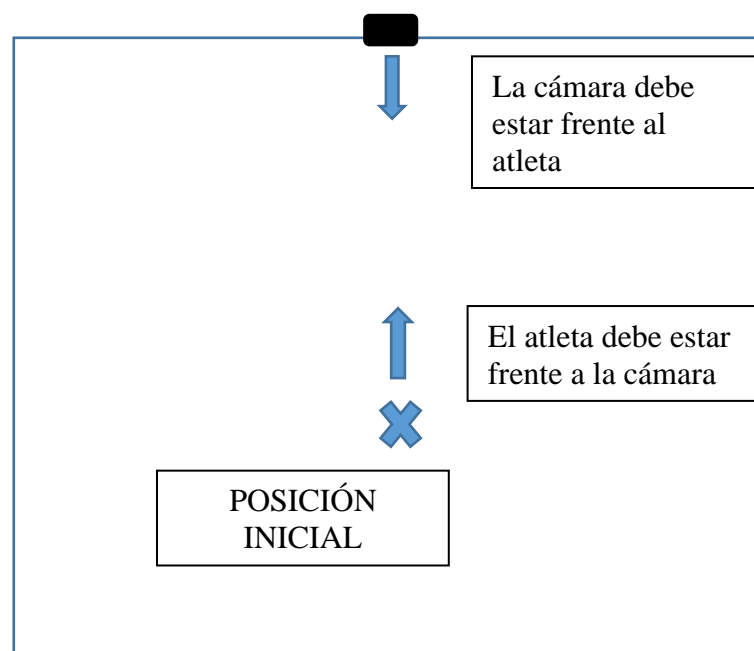 La cámara debe
estar frente al
atleta
El atleta debe estar
frente a la cámara
POSICIÓN
INICIAL